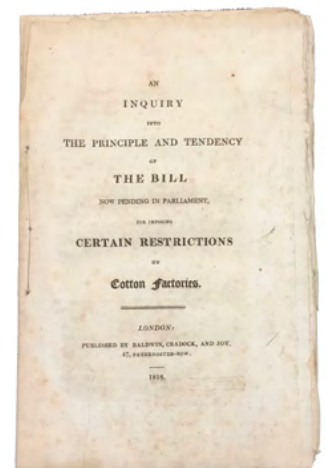 AN
INQUIRY
INTO
THE PRINCIPLE AND TENDENCY
OF
THE BILL
NOW PENDING IN PARLIAMENT,
FOR IMPOSING
CERTAIN RESTRICTIONS
ON
Cotton Factories.
LONDON:
PUBLISHED BY BALDWIN, CRADOCK, AND JOY,
47, PATERNOSTER-ROW.
1818.